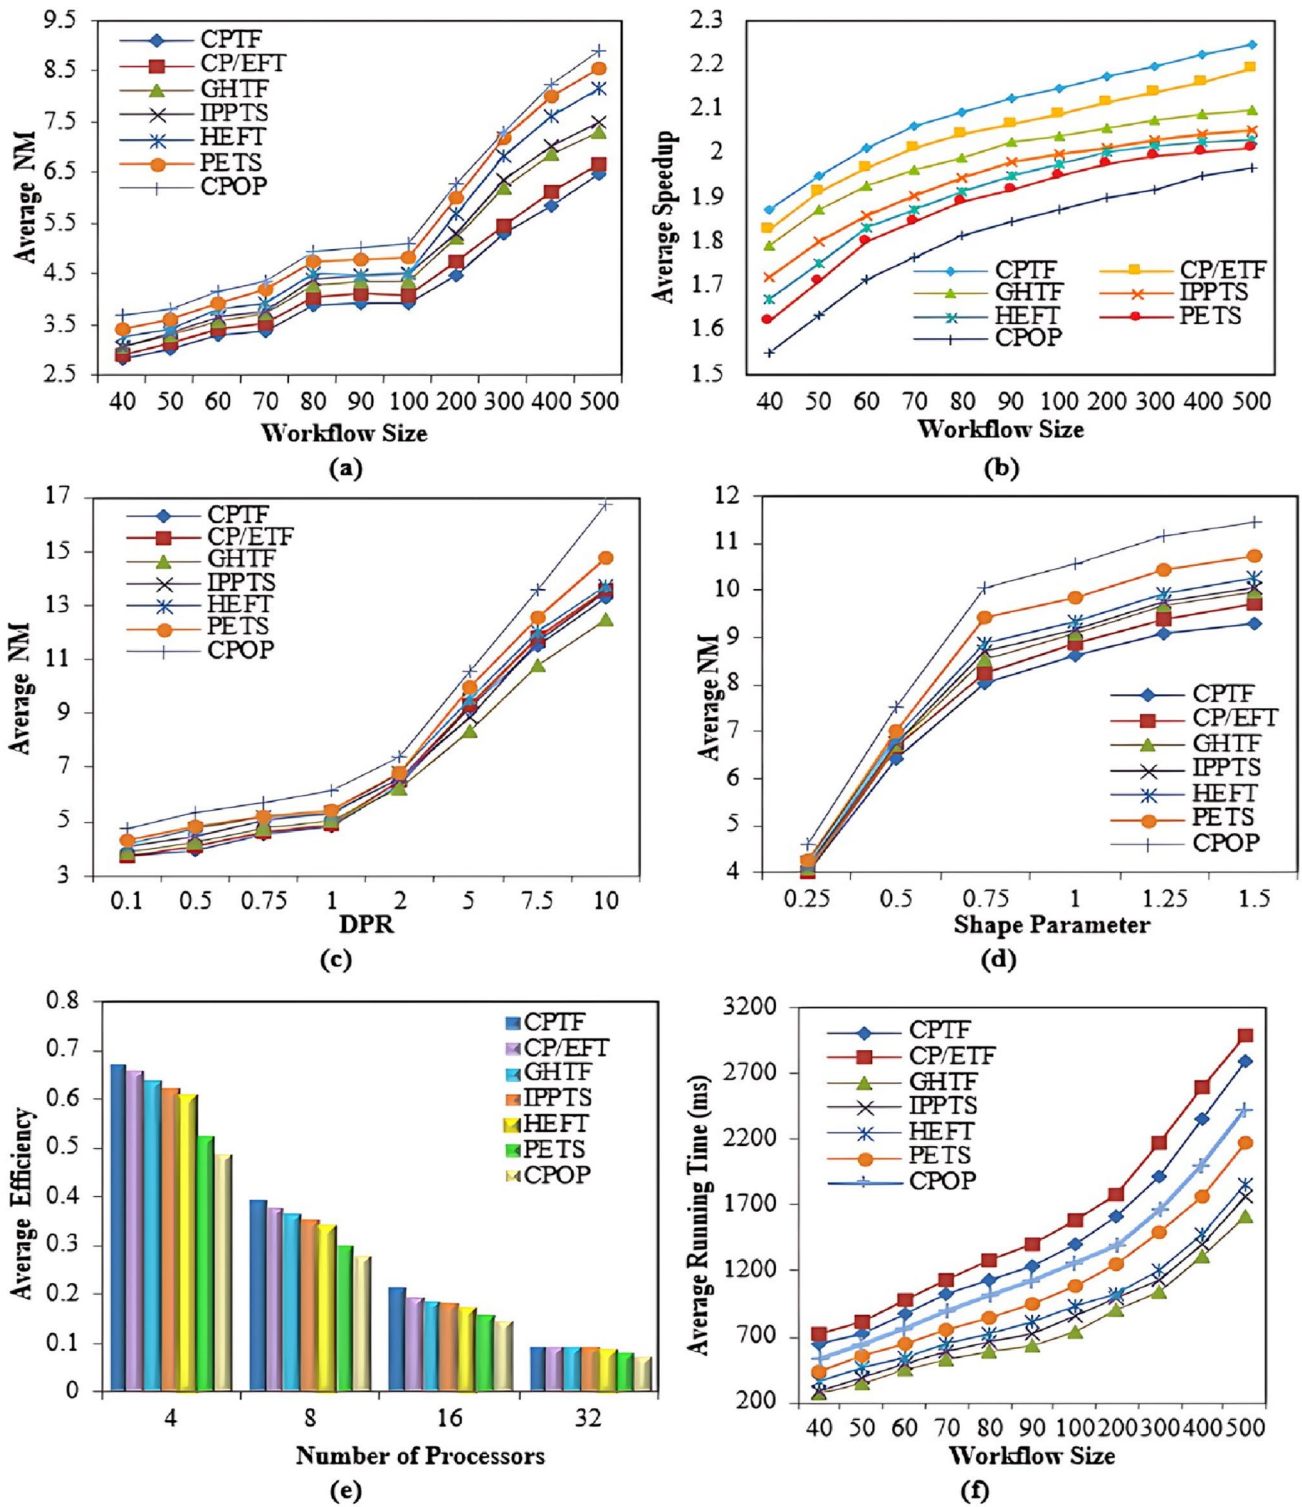 9.5
8.5
7.5
6.5
5.5
4.5
3.5
2.5
Average NM
CPTF
CP/EFT
GHTF
IPPTS
HEFT
PETS
CPOP
40 50 60 70 80 90 100 200 300 400 500
Workflow Size
(a)
2.3
2.2
2.1
2
1.9
1.8
1.7
1.6
1.5
Average Speedup
CPTF CP/ETF
GHTF IPPTS
HEFT PETS
CPOP
40 50 60 70 80 90 100 200 300 400 500
Workflow Size
(b)
17
15
13
11
9
7
5
3
Average NM
CPTF
CP/ETF
GHTF
IPPTS
HEFT
PETS
CPOP
0.1 0.5 0.75 1 2 5 7.5 10
DPR
(c)
12
11
10
9
8
7
6
5
4
Average NM
CPTF
CP/EFT
GHTF
IPPTS
HEFT
PETS
CPOP
0.25 0.5 0.75 1 1.25 1.5
Shape Parameter
(d)
0.8
0.7
0.6
0.5
0.4
0.3
0.2
0.1
0
Average Efficiency
CPTF
CP/EFT
GHTF
IPPTS
HEFT
PETS
CPOP
4 8 16 32
Number of Processors
(e)
3200
2700
2200
1700
1200
700
200
Average Running Time (ms)
CPTF
CP/ETF
GHTF
IPPTS
HEFT
PETS
CPOP
40 50 60 70 80 90 100 200 300 400 500
Workflow Size
(f)